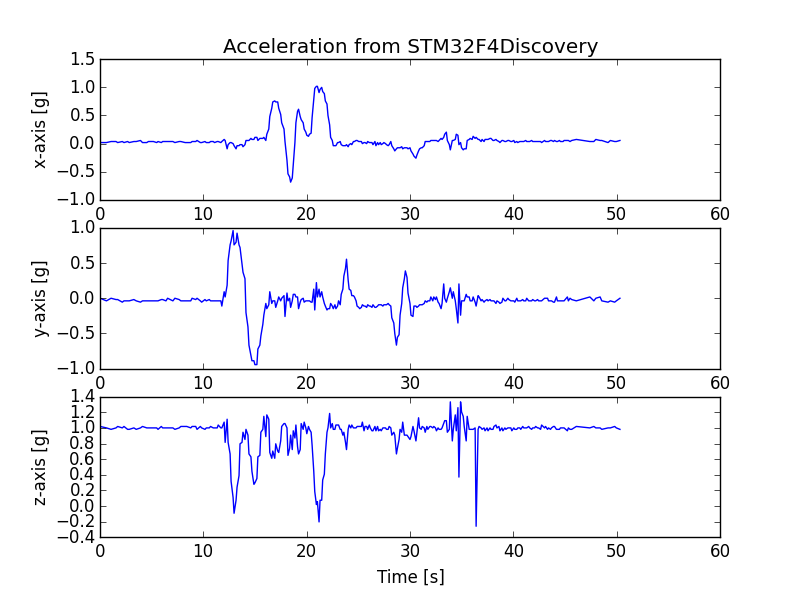 Acceleration from STM32F4Discovery
1.5
1.0
0.5
0.0
−0.5
−1.0
x-axis [g]
0 10 20 30 40 50 60
1.0
0.5
0.0
−0.5
−1.0
y-axis [g]
0 10 20 30 40 50 60
1.4
1.2
1.0
0.8
0.6
0.4
0.2
0.0
−0.2
−0.4
z-axis [g]
0 10 20 30 40 50 60
Time [s]